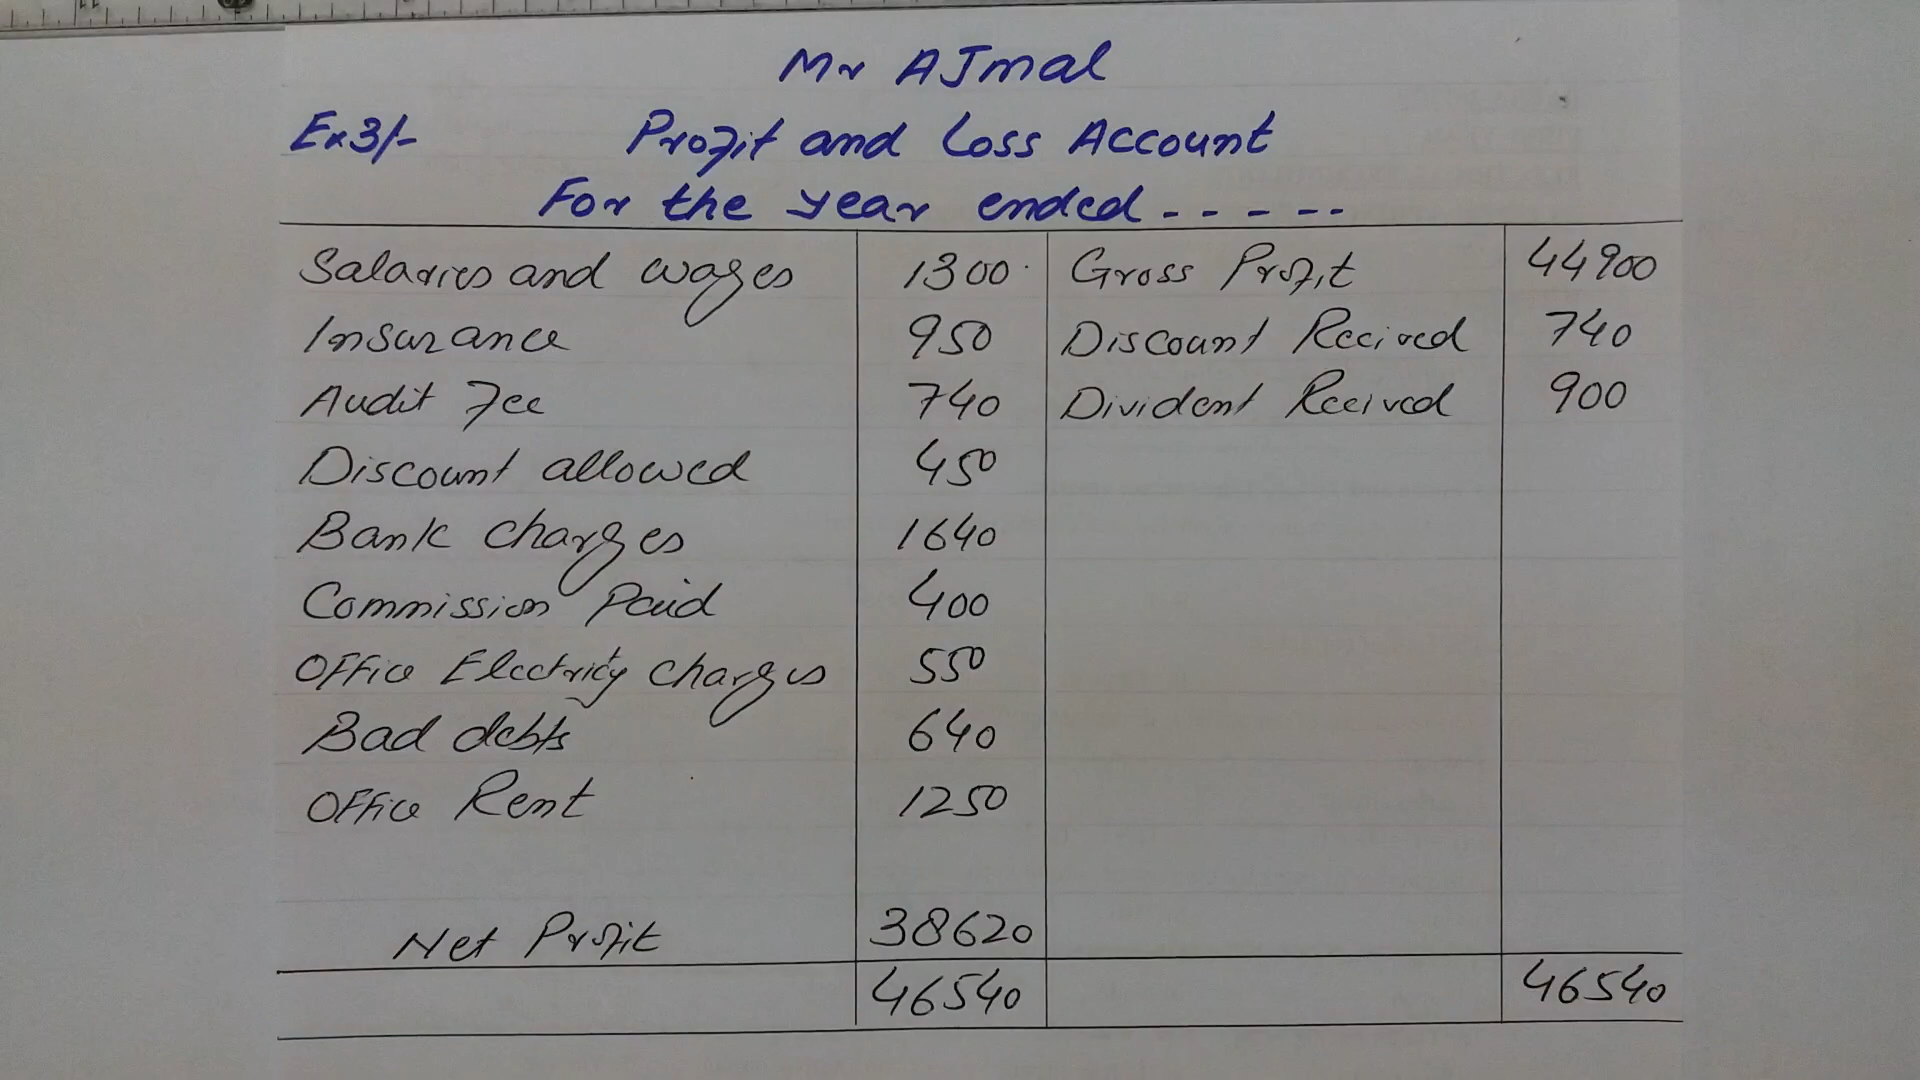 Mr AJmal
Ex3/- Profit and Loss Account
For the year ended - - - - -
Salaries and wages 1300 Gross Profit 44900
Insurance 950 Discount Recived 740
Audit Fee 740 Divident Recived 900
Discount allowed 450
Bank charges 1640
Commission Paid 400
Office Electricity charges 550
Bad debts 640
Office Rent 1250
Net Profit 38620
46540 46540